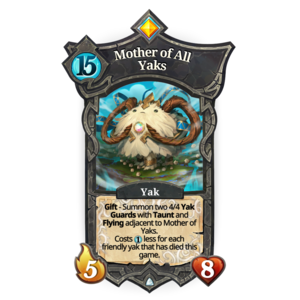 Mother of All
Yaks
15
Yak
Gift - Summon two 4/4 Yak
Guards with Taunt and
Flying adjacent to Mother of
Yaks.
Costs 1 less for each
friendly yak that has died this
game.
5
8